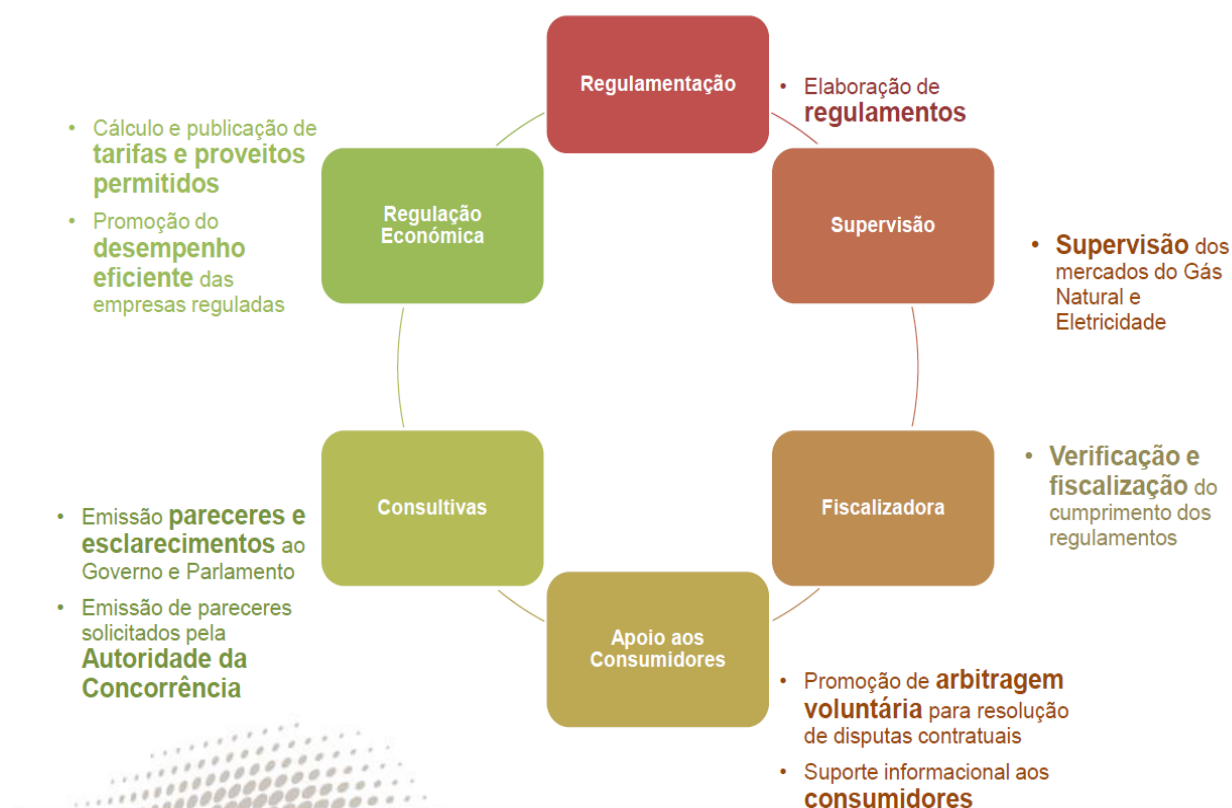 Regulamentação
• Elaboração de
regulamentos
Supervisão
• Supervisão dos
mercados do Gás
Natural e
Eletricidade
Fiscalizadora
• Verificação e
fiscalização do
cumprimento dos
regulamentos
Apoio aos
Consumidores
• Promoção de arbitragem
voluntária para resolução
de disputas contratuais
• Suporte informacional aos
consumidores
Consultivas
• Emissão pareceres e
esclarecimentos ao
Governo e Parlamento
• Emissão de pareceres
solicitados pela
Autoridade da
Concorrência
Regulação
Económica
• Cálculo e publicação de
tarifas e proveitos
permitidos
• Promoção do
desempenho
eficiente das
empresas reguladas